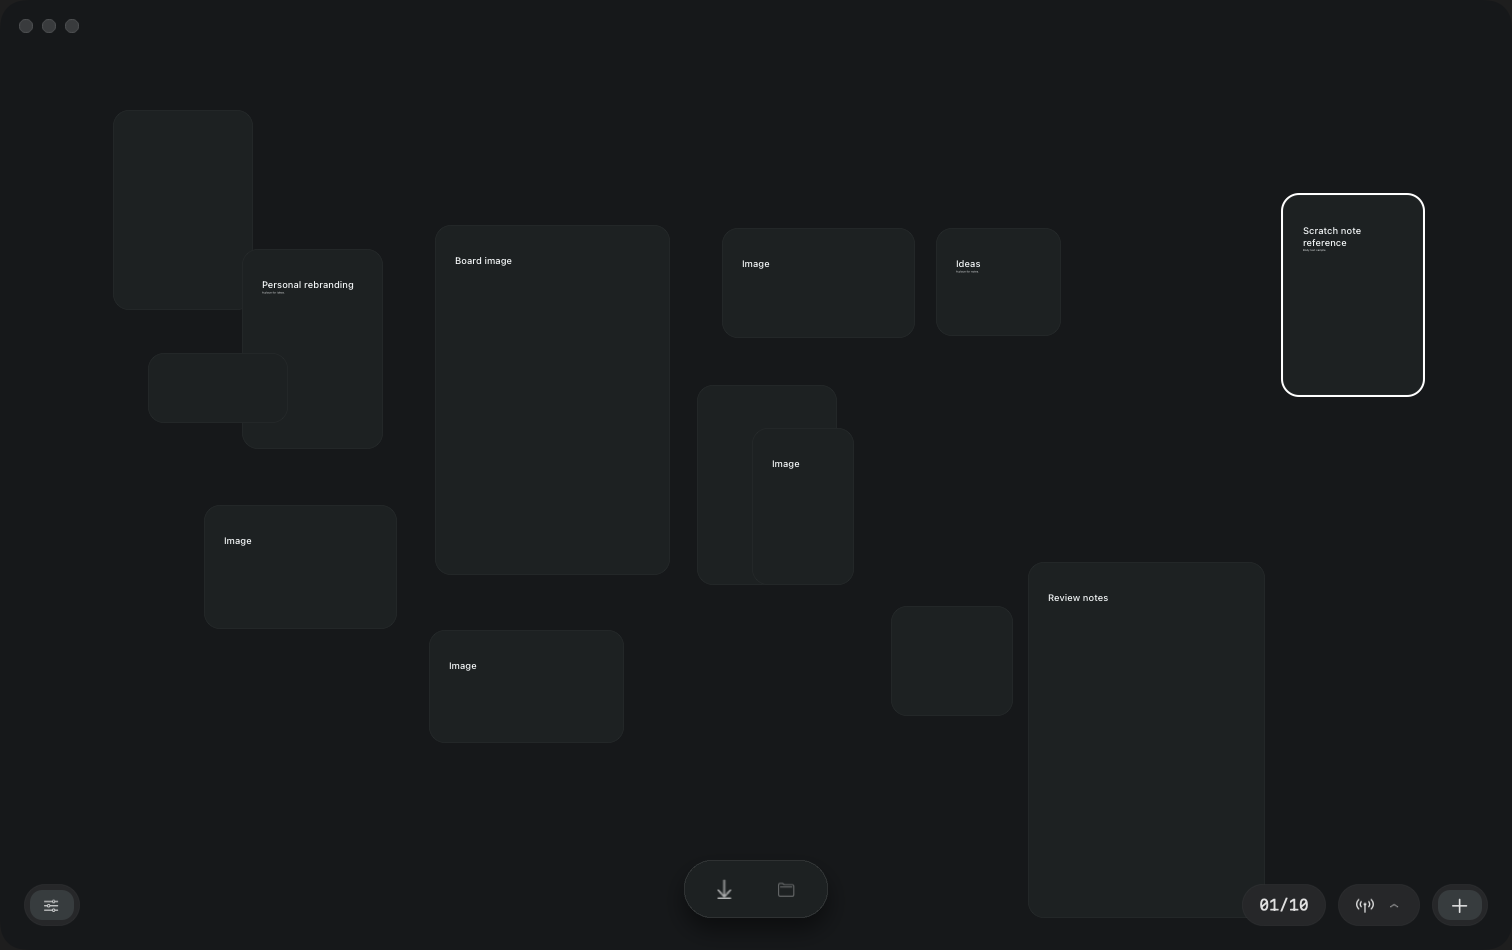 Scratch note
reference
Board image
Image
Ideas
Personal rebranding
Image
Image
Review notes
Image
01/10